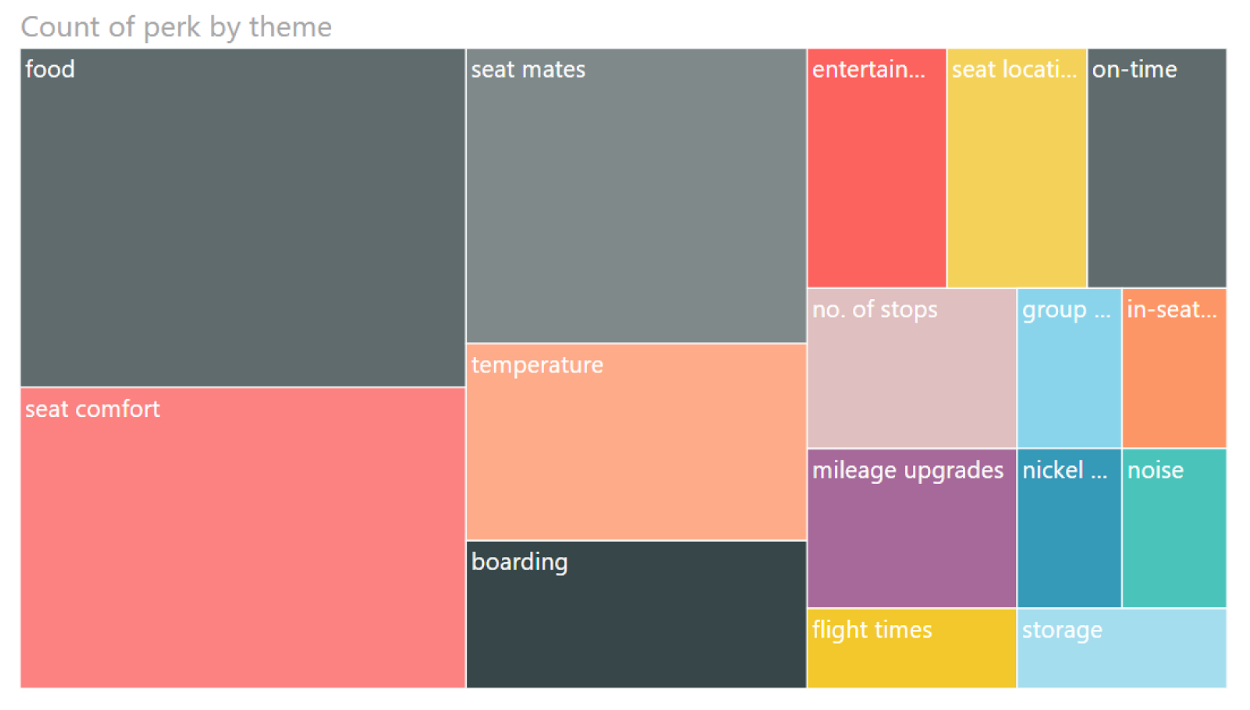 Count of perk by theme
food
seat mates
entertain...
seat locati...
on-time
no. of stops
group ...
in-seat...
temperature
seat comfort
mileage upgrades
nickel ...
noise
boarding
flight times
storage